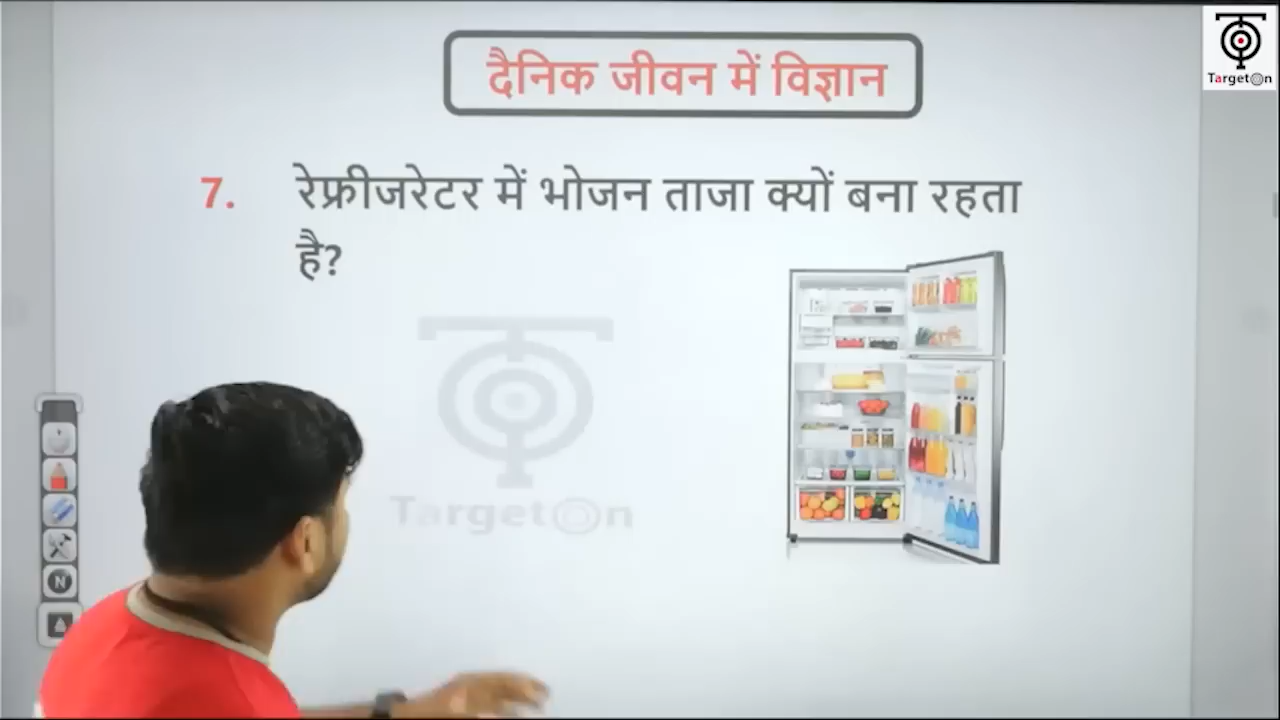 दैनिक जीवन में विज्ञान
TargetOn
7. रेफ्रीजरेटर में भोजन ताजा क्यों बना रहता
है?
TargetOn
N